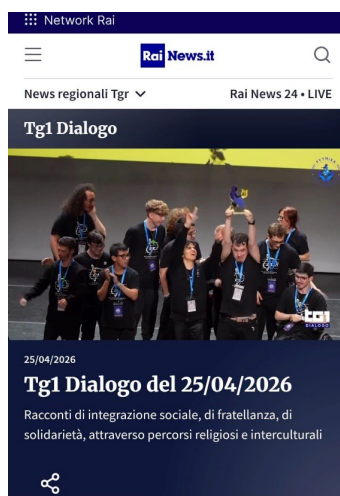 Network Rai
Rai News.it
News regionali Tgr
Rai News 24 • LIVE
Tg1 Dialogo
tg1
DIALOGO
25/04/2026
Tg1 Dialogo del 25/04/2026
Racconti di integrazione sociale, di fratellanza, di
solidarietà, attraverso percorsi religiosi e interculturali